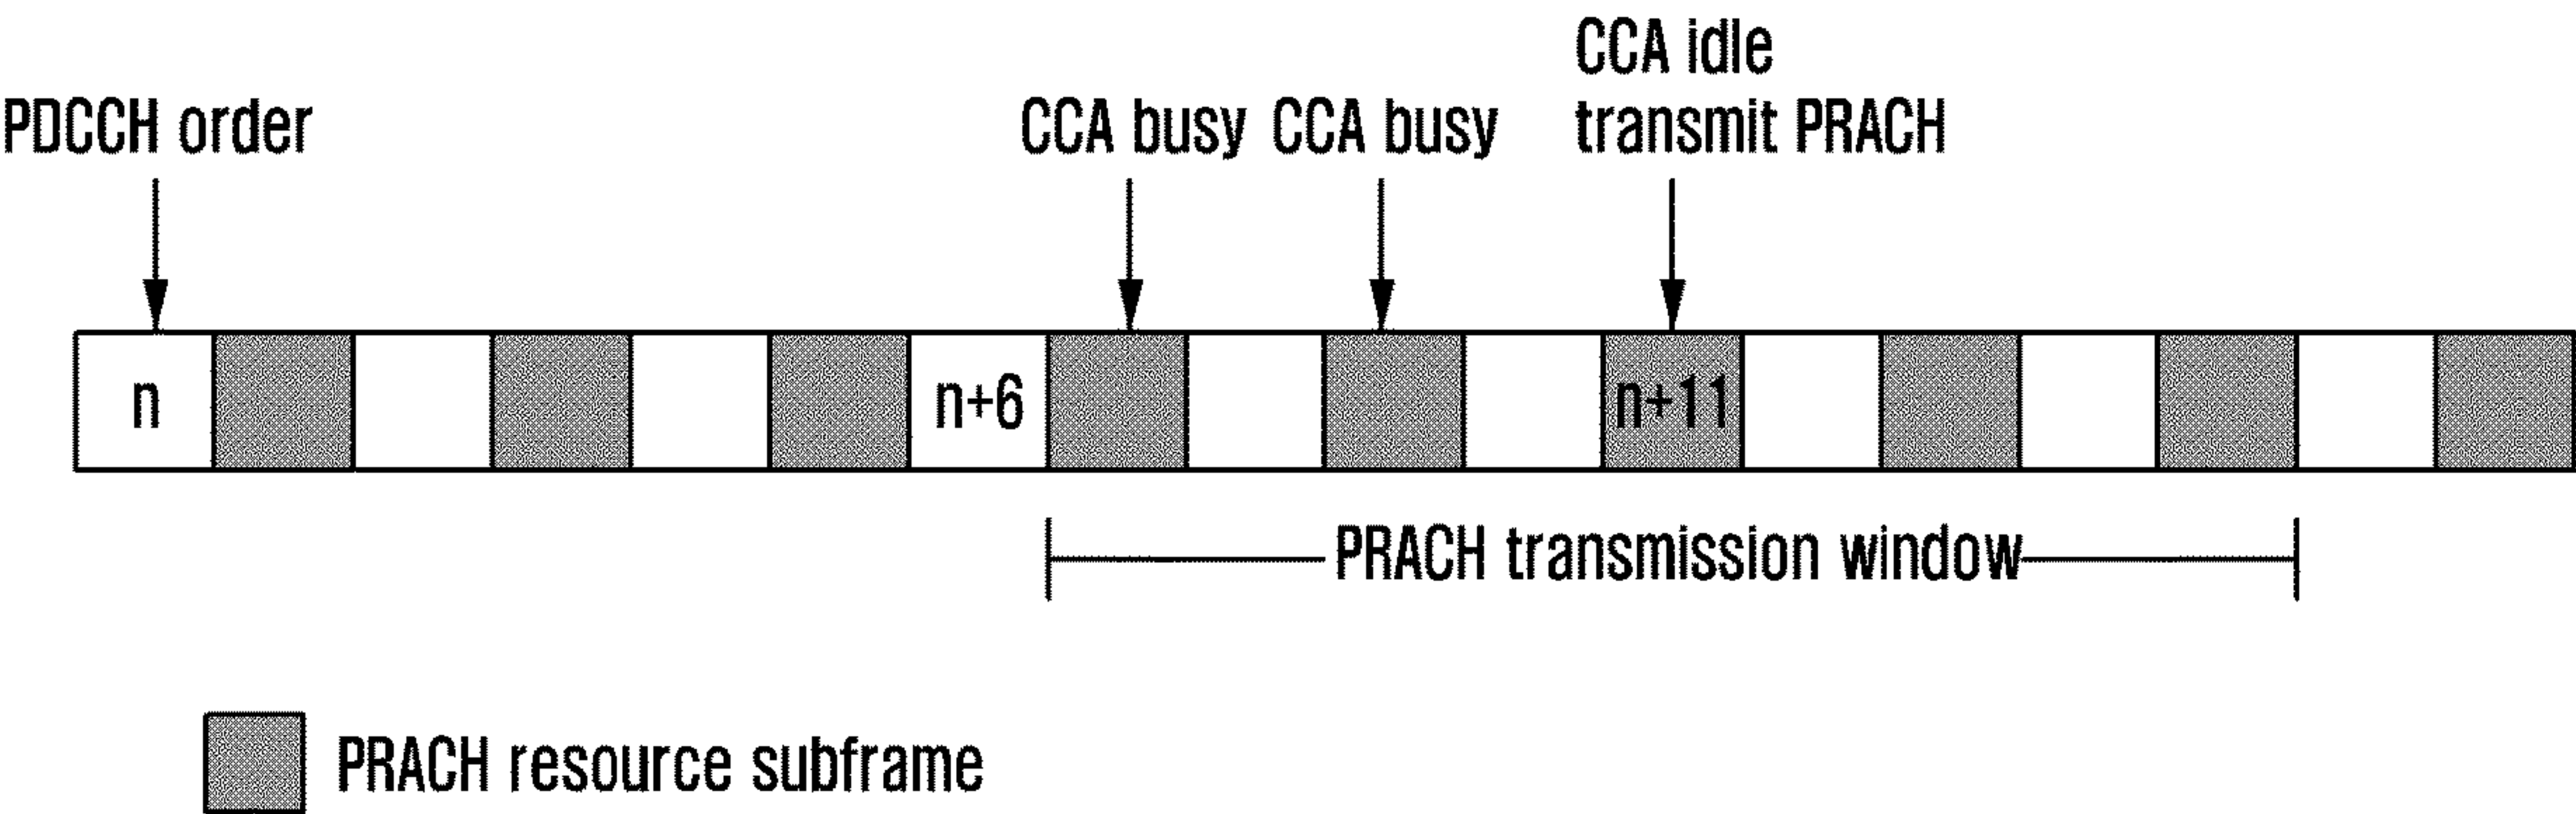 CCA idle
PDCCH order
CCA busy
CCA busy
transmit PRACH
n
n+6
n+11
PRACH transmission window
PRACH resource subframe